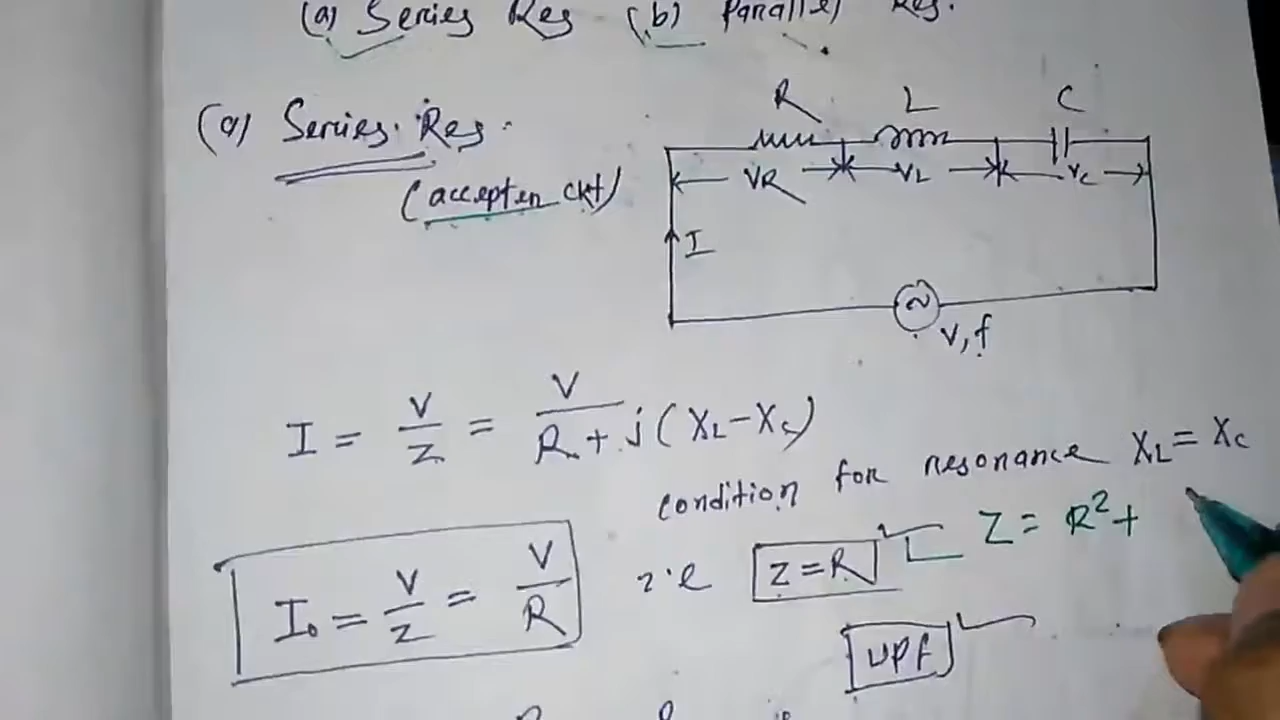 (a) Series Res (b) Parallel Res.
(a) Series Res.
(accepten ckt)
R L C
VR VL VC
I
V, f
I = V/Z = V/(R + j(XL - XC))
condition for resonance XL = XC
I₀ = V/Z = V/R
i.e Z = R
Z = R² +
UPF